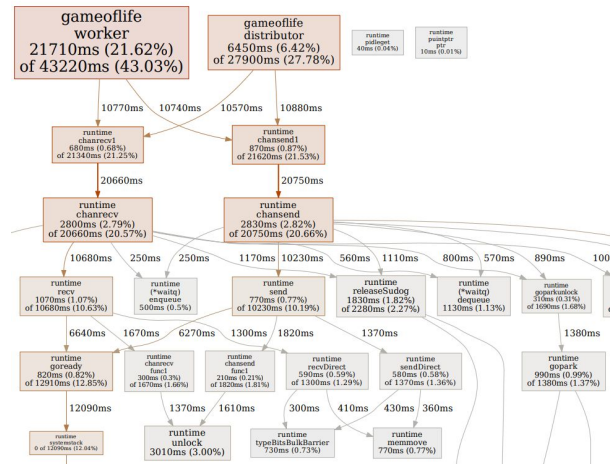 gameoflife
worker
21710ms (21.62%)
of 43220ms (43.03%)
gameoflife
distributor
6450ms (6.42%)
of 27900ms (27.78%)
runtime
pidleget
40ms (0.04%)
runtime
puintptr
ptr
10ms (0.01%)
10770ms
10740ms
10570ms
10880ms
runtime
chanrecv1
680ms (0.68%)
of 21340ms (21.25%)
runtime
chansend1
870ms (0.87%)
of 21620ms (21.53%)
20660ms
20750ms
runtime
chanrecv
2800ms (2.79%)
of 20660ms (20.57%)
runtime
chansend
2830ms (2.82%)
of 20750ms (20.66%)
10680ms
250ms
250ms
1170ms
10230ms
560ms
1110ms
800ms
570ms
890ms
100
runtime
recv
1070ms (1.07%)
of 10680ms (10.63%)
runtime
(*waitq)
enqueue
500ms (0.5%)
runtime
send
770ms (0.77%)
of 10230ms (10.19%)
runtime
releaseSudog
1830ms (1.82%)
of 2280ms (2.27%)
runtime
(*waitq)
dequeue
1130ms (1.13%)
runtime
goparkunlock
310ms (0.31%)
of 1690ms (1.68%)
6640ms
1670ms
6270ms
1300ms
1820ms
1370ms
1380ms
runtime
goready
820ms (0.82%)
of 12910ms (12.85%)
runtime
chanrecv
func1
300ms (0.3%)
of 1670ms (1.66%)
runtime
chansend
func1
210ms (0.21%)
of 1820ms (1.81%)
runtime
recvDirect
590ms (0.59%)
of 1300ms (1.29%)
runtime
sendDirect
580ms (0.58%)
of 1370ms (1.36%)
runtime
gopark
990ms (0.99%)
of 1380ms (1.37%)
12090ms
1370ms
1610ms
300ms
410ms
430ms
360ms
runtime
systemstack
0 of 12090ms (12.04%)
runtime
unlock
3010ms (3.00%)
runtime
typeBitsBulkBarrier
730ms (0.73%)
runtime
memmove
770ms (0.77%)